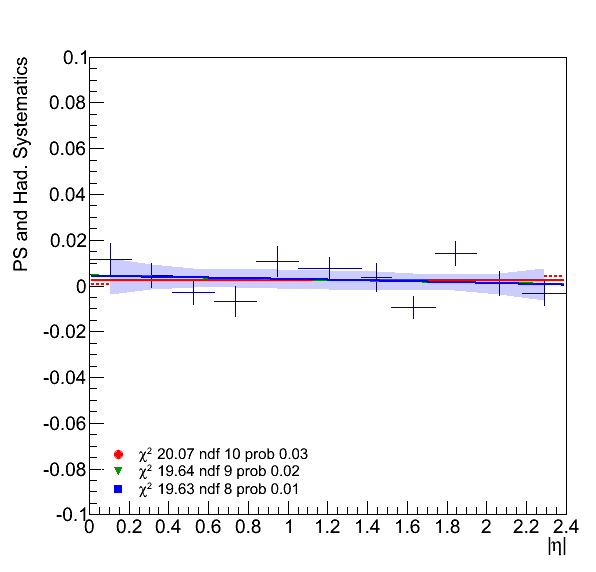 PS and Had. Systematics
0.1
0.08
0.06
0.04
0.02
0
-0.02
-0.04
-0.06
-0.08
-0.1
χ² 20.07 ndf 10 prob 0.03
χ² 19.64 ndf 9 prob 0.02
χ² 19.63 ndf 8 prob 0.01
0 0.2 0.4 0.6 0.8 1 1.2 1.4 1.6 1.8 2 2.2 2.4
|η|